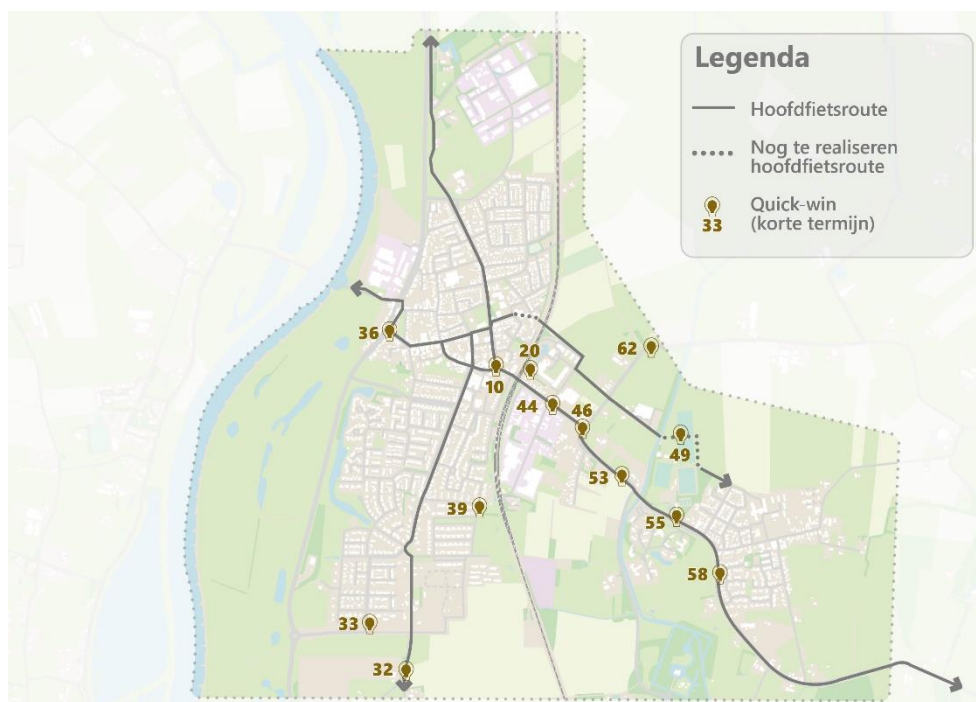 Legenda
Hoofdfietsroute
Nog te realiseren
hoofdfietsroute
33
Quick-win
(korte termijn)
36
20
62
10
44
46
49
53
39
55
58
33
32